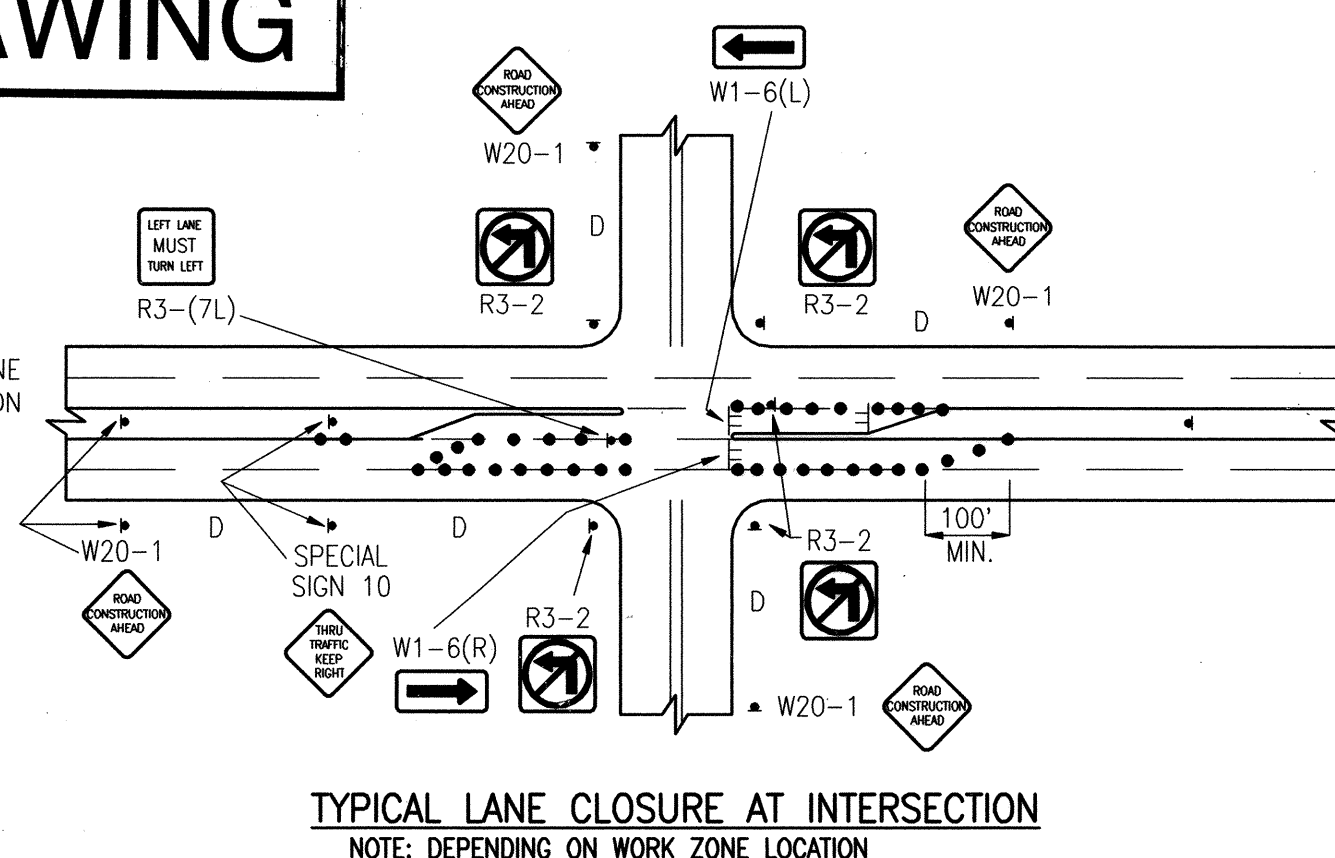 AWING
ROAD
CONSTRUCTION
AHEAD
W20-1
W1-6(L)
LEFT LANE
MUST
TURN LEFT
R3-(7L)
D
R3-2
R3-2
ROAD
CONSTRUCTION
AHEAD
W20-1
D
NE
ON
W20-1
D
D
SPECIAL
SIGN 10
R3-2
100'
MIN.
ROAD
CONSTRUCTION
AHEAD
THRU
TRAFFIC
KEEP
RIGHT
W1-6(R)
R3-2
D
W20-1
ROAD
CONSTRUCTION
AHEAD
TYPICAL LANE CLOSURE AT INTERSECTION
NOTE: DEPENDING ON WORK ZONE LOCATION